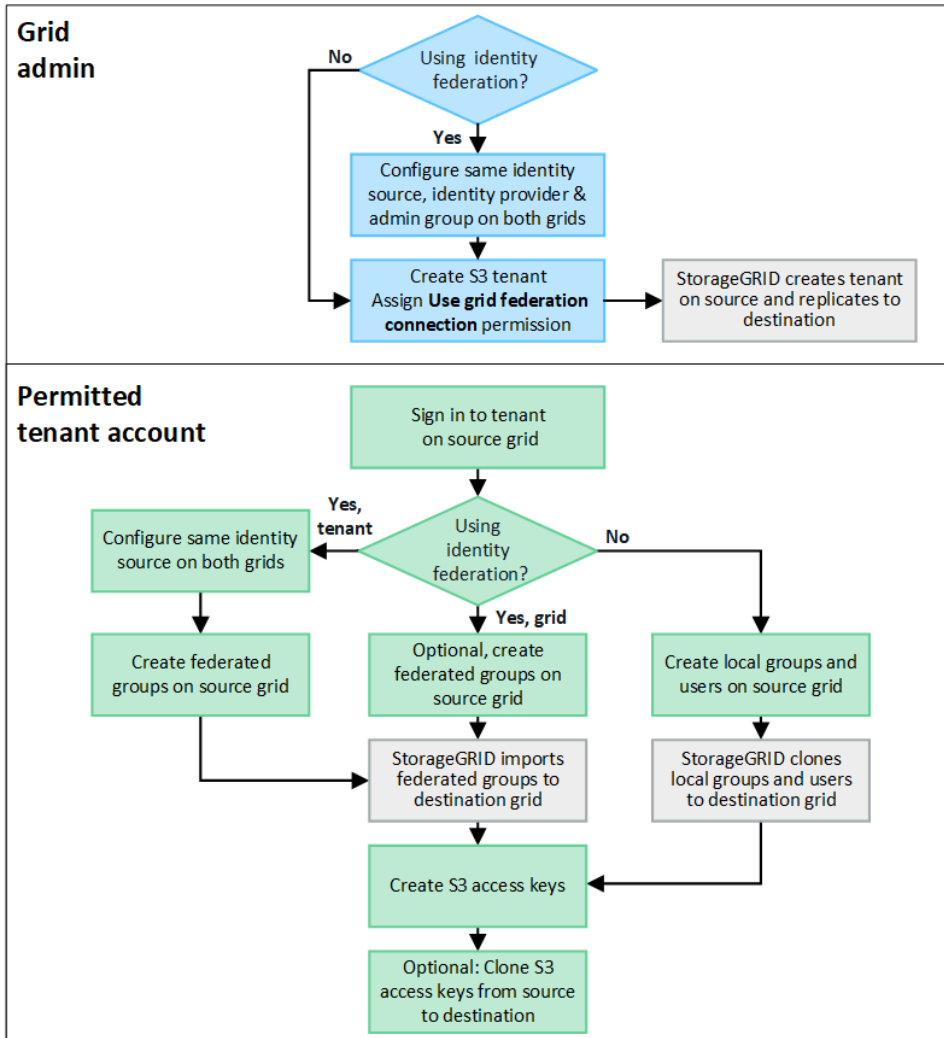 Grid
admin
Using identity
federation?
No
Yes
Configure same identity
source, identity provider &
admin group on both grids
Create S3 tenant
Assign Use grid federation
connection permission
StorageGRID creates tenant
on source and replicates to
destination
Permitted
tenant account
Sign in to tenant
on source grid
Using
identity
federation?
Yes,
tenant
No
Yes, grid
Configure same identity
source on both grids
Create federated
groups on source grid
Optional, create
federated groups on
source grid
Create local groups and
users on source grid
StorageGRID imports
federated groups to
destination grid
StorageGRID clones
local groups and users
to destination grid
Create S3 access keys
Optional: Clone S3
access keys from source
to destination